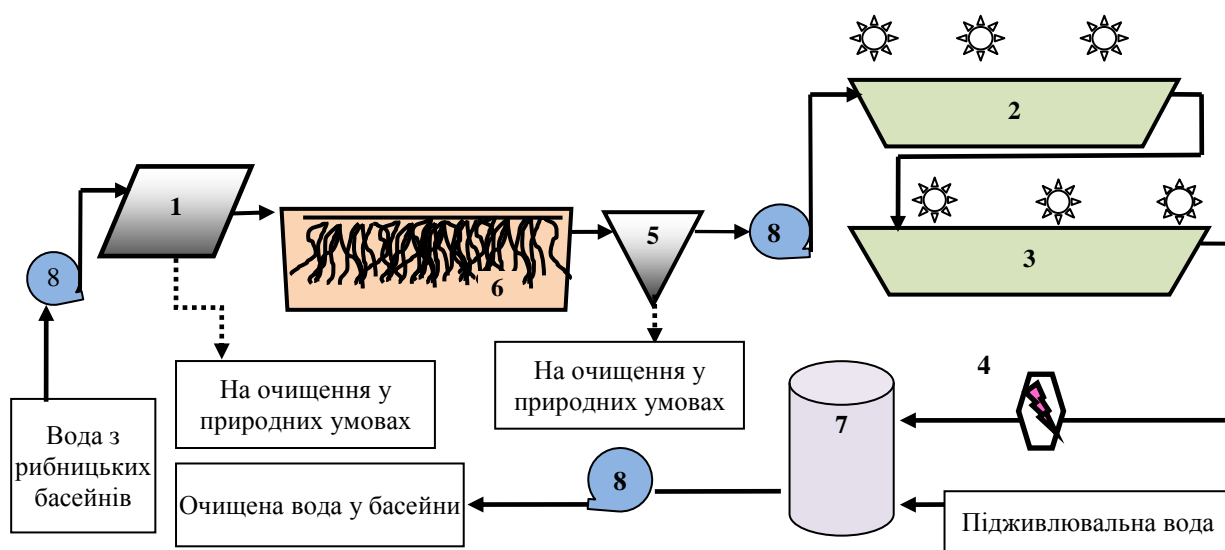 2
1
5
8
3
8
6
4
На очищення у
природних умовах
На очищення у
природних умовах
7
Вода з
рибницьких
басейнів
Очищена вода у басейни
8
Підживлювальна вода